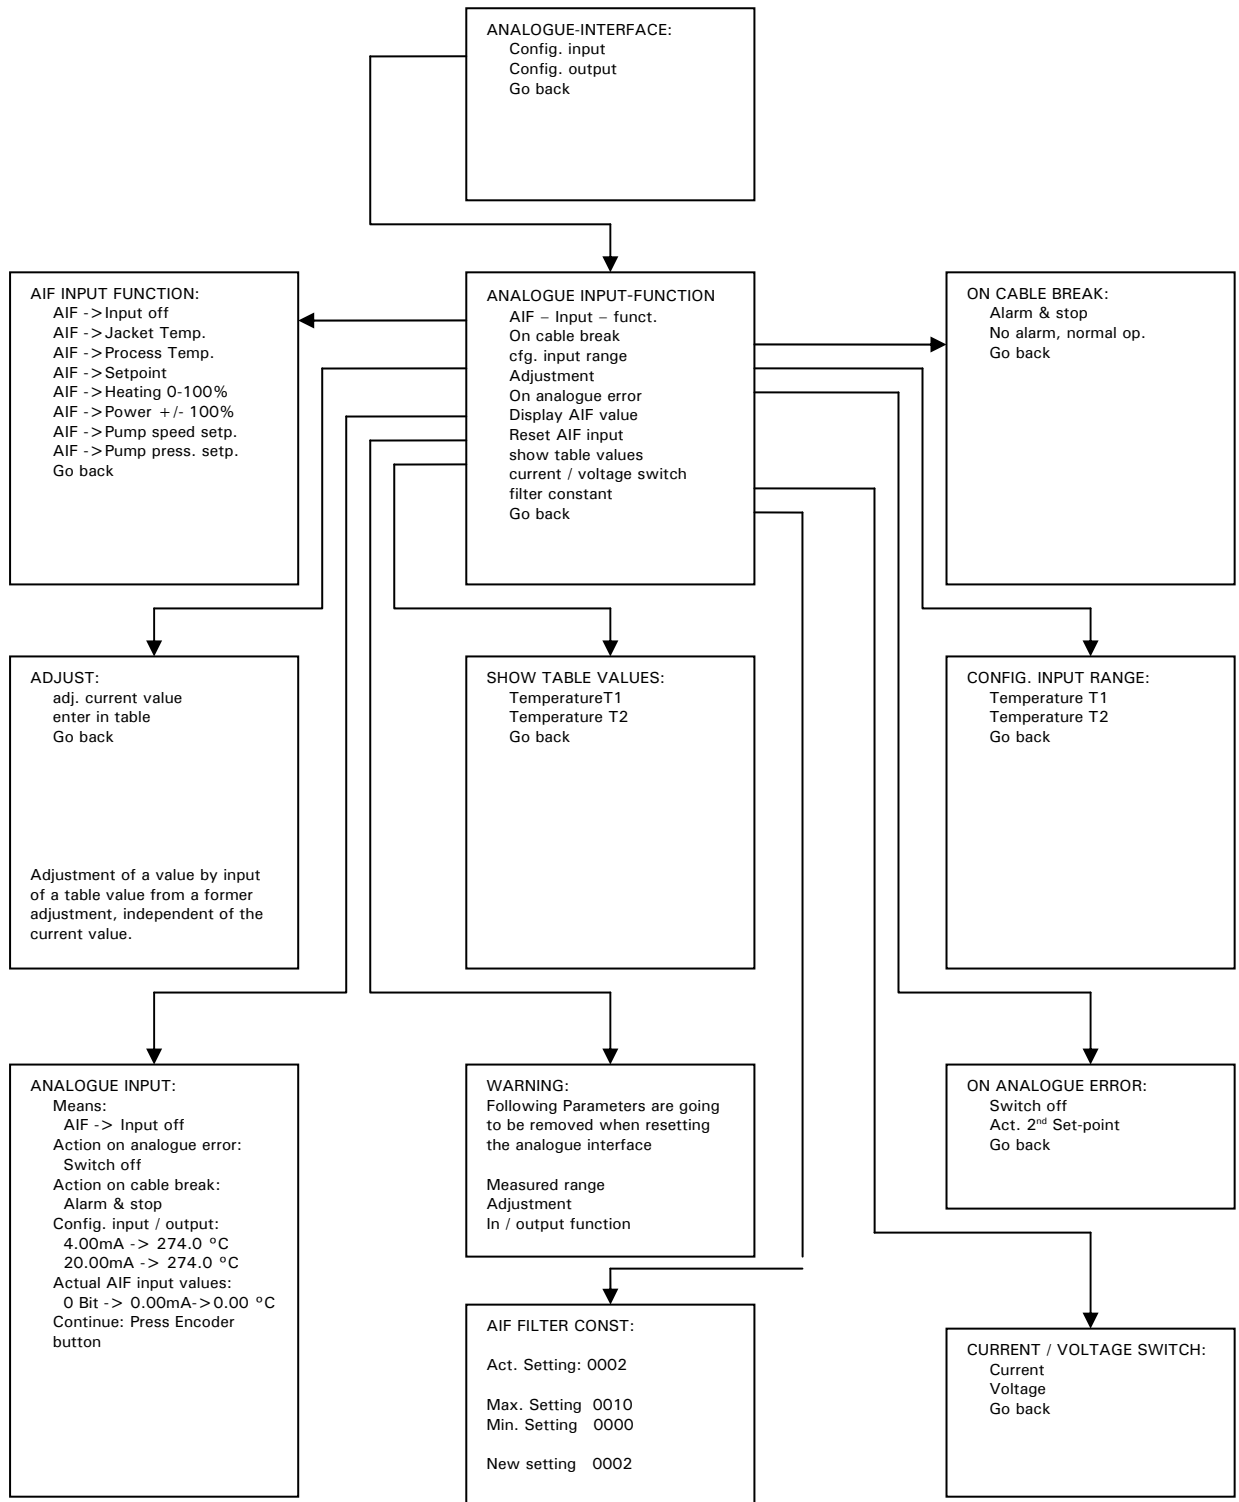 ANALOGUE-INTERFACE:
Config. input
Config. output
Go back
AIF INPUT FUNCTION:
AIF ->Input off
AIF ->Jacket Temp.
AIF ->Process Temp.
AIF ->Setpoint
AIF ->Heating 0-100%
AIF ->Power +/- 100%
AIF ->Pump speed setp.
AIF ->Pump press. setp.
Go back
ANALOGUE INPUT-FUNCTION
AIF – Input – funct.
On cable break
cfg. input range
Adjustment
On analogue error
Display AIF value
Reset AIF input
show table values
current / voltage switch
filter constant
Go back
ON CABLE BREAK:
Alarm & stop
No alarm, normal op.
Go back
ADJUST:
adj. current value
enter in table
Go back
Adjustment of a value by input
of a table value from a former
adjustment, independent of the
current value.
SHOW TABLE VALUES:
TemperatureT1
Temperature T2
Go back
CONFIG. INPUT RANGE:
Temperature T1
Temperature T2
Go back
ANALOGUE INPUT:
Means:
AIF -> Input off
Action on analogue error:
Switch off
Action on cable break:
Alarm & stop
Config. input / output:
4.00mA -> 274.0 °C
20.00mA -> 274.0 °C
Actual AIF input values:
0 Bit -> 0.00mA->0.00 °C
Continue: Press Encoder
button
WARNING:
Following Parameters are going
to be removed when resetting
the analogue interface
Measured range
Adjustment
In / output function
ON ANALOGUE ERROR:
Switch off
Act. 2nd Set-point
Go back
AIF FILTER CONST:
Act. Setting: 0002
Max. Setting 0010
Min. Setting 0000
New setting 0002
CURRENT / VOLTAGE SWITCH:
Current
Voltage
Go back